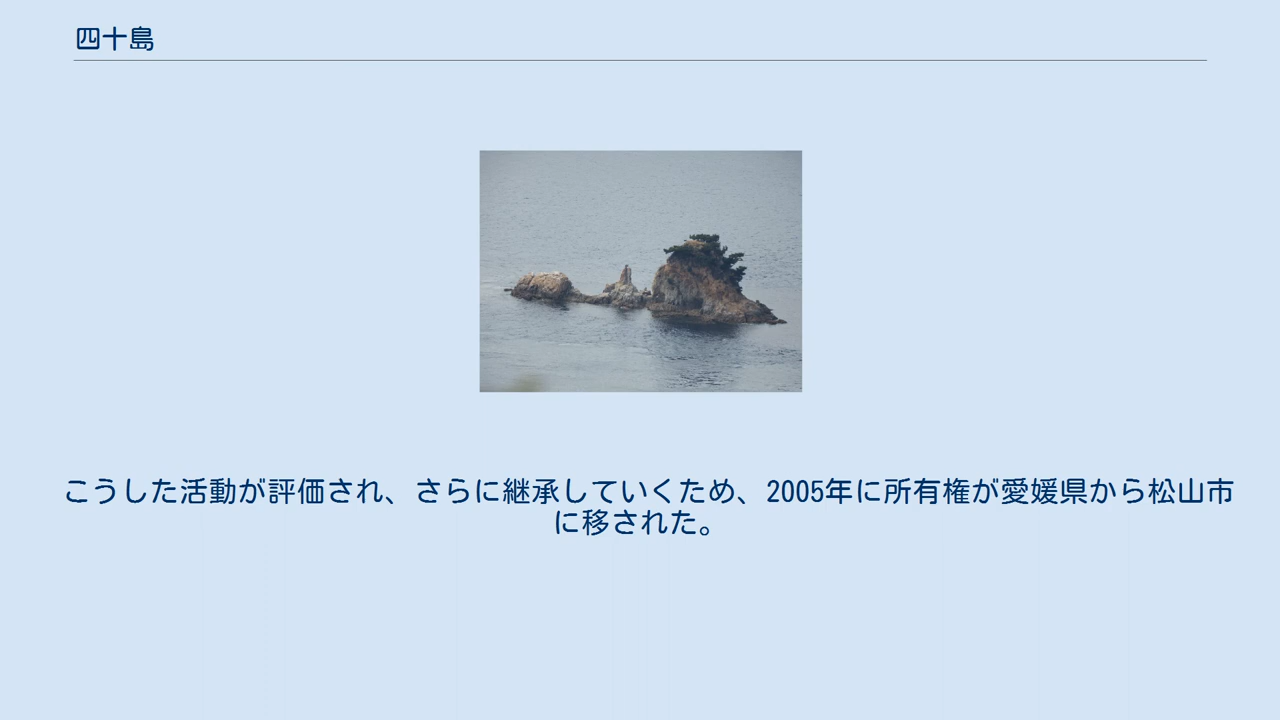 四十島
こうした活動が評価され、さらに継承していくため、2005年に所有権が愛媛県から松山市
に移された。